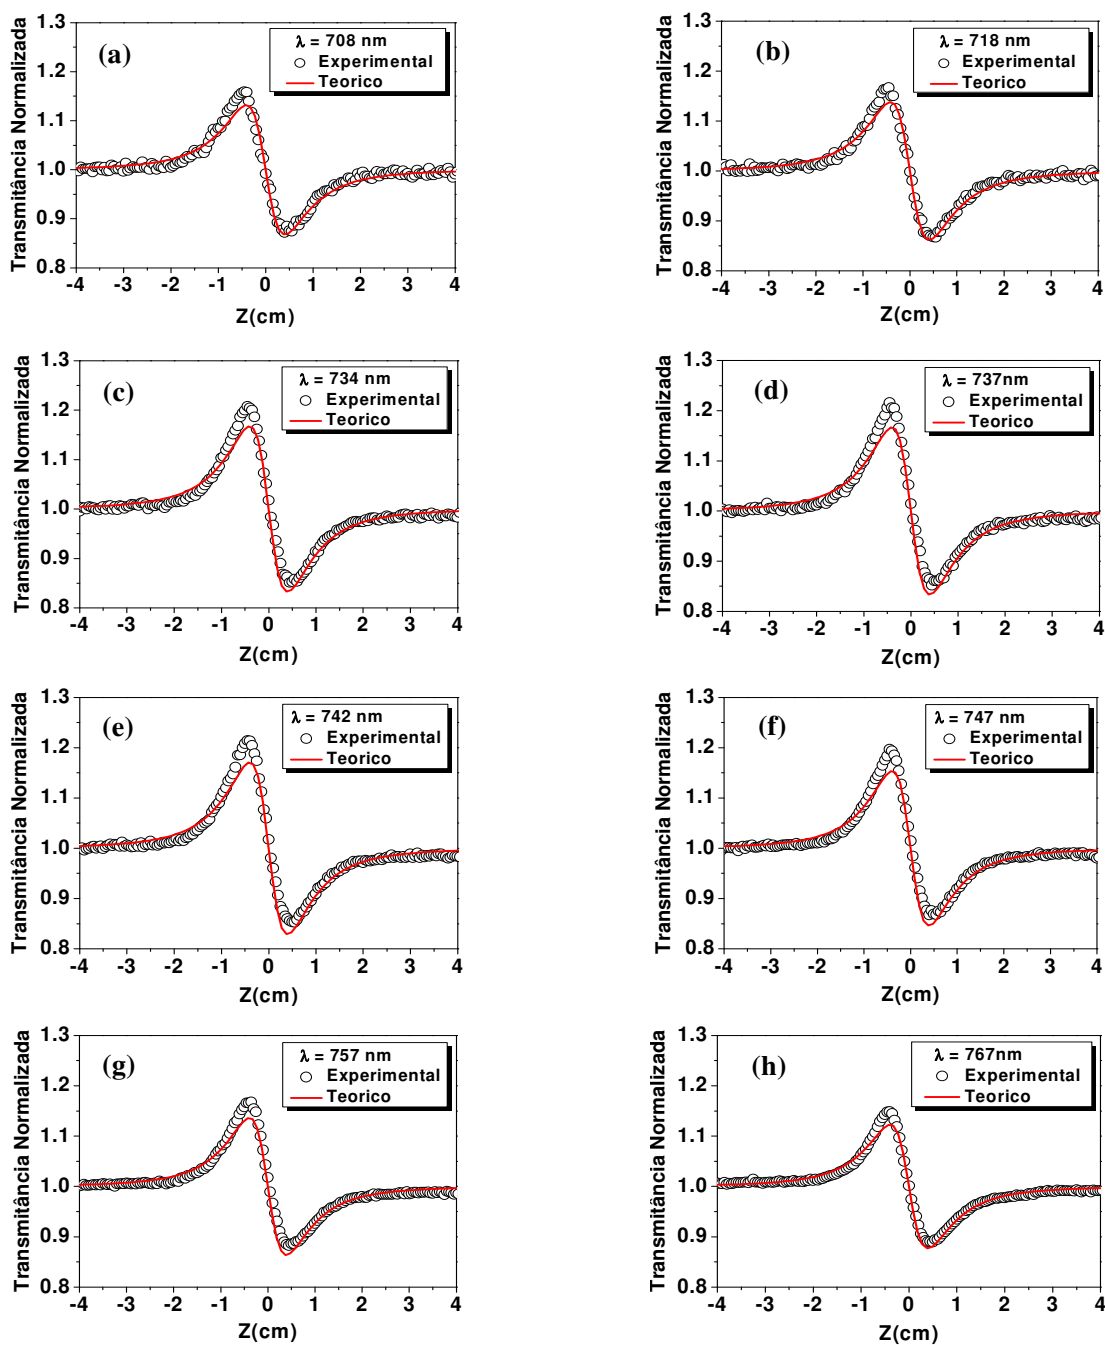 (a)
λ = 708 nm
Experimental
Teorico
Transmitância Normalizada
1.3
1.2
1.1
1.0
0.9
0.8
-4 -3 -2 -1 0 1 2 3 4
Z(cm)
(b)
λ = 718 nm
Experimental
Teorico
Transmitância Normalizada
1.3
1.2
1.1
1.0
0.9
0.8
-4 -3 -2 -1 0 1 2 3 4
Z(cm)
(c)
λ = 734 nm
Experimental
Teorico
Transmitância Normalizada
1.3
1.2
1.1
1.0
0.9
0.8
-4 -3 -2 -1 0 1 2 3 4
Z(cm)
(d)
λ = 737nm
Experimental
Teorico
Transmitância Normalizada
1.3
1.2
1.1
1.0
0.9
0.8
-4 -3 -2 -1 0 1 2 3 4
Z(cm)
(e)
λ = 742 nm
Experimental
Teorico
Transmitância Normalizada
1.3
1.2
1.1
1.0
0.9
0.8
-4 -3 -2 -1 0 1 2 3 4
Z(cm)
(f)
λ = 747 nm
Experimental
Teorico
Transmitância Normalizada
1.3
1.2
1.1
1.0
0.9
0.8
-4 -3 -2 -1 0 1 2 3 4
Z(cm)
(g)
λ = 757 nm
Experimental
Teorico
Transmitância Normalizada
1.3
1.2
1.1
1.0
0.9
0.8
-4 -3 -2 -1 0 1 2 3 4
Z(cm)
(h)
λ = 767nm
Experimental
Teorico
Transmitância Normalizada
1.3
1.2
1.1
1.0
0.9
0.8
-4 -3 -2 -1 0 1 2 3 4
Z(cm)